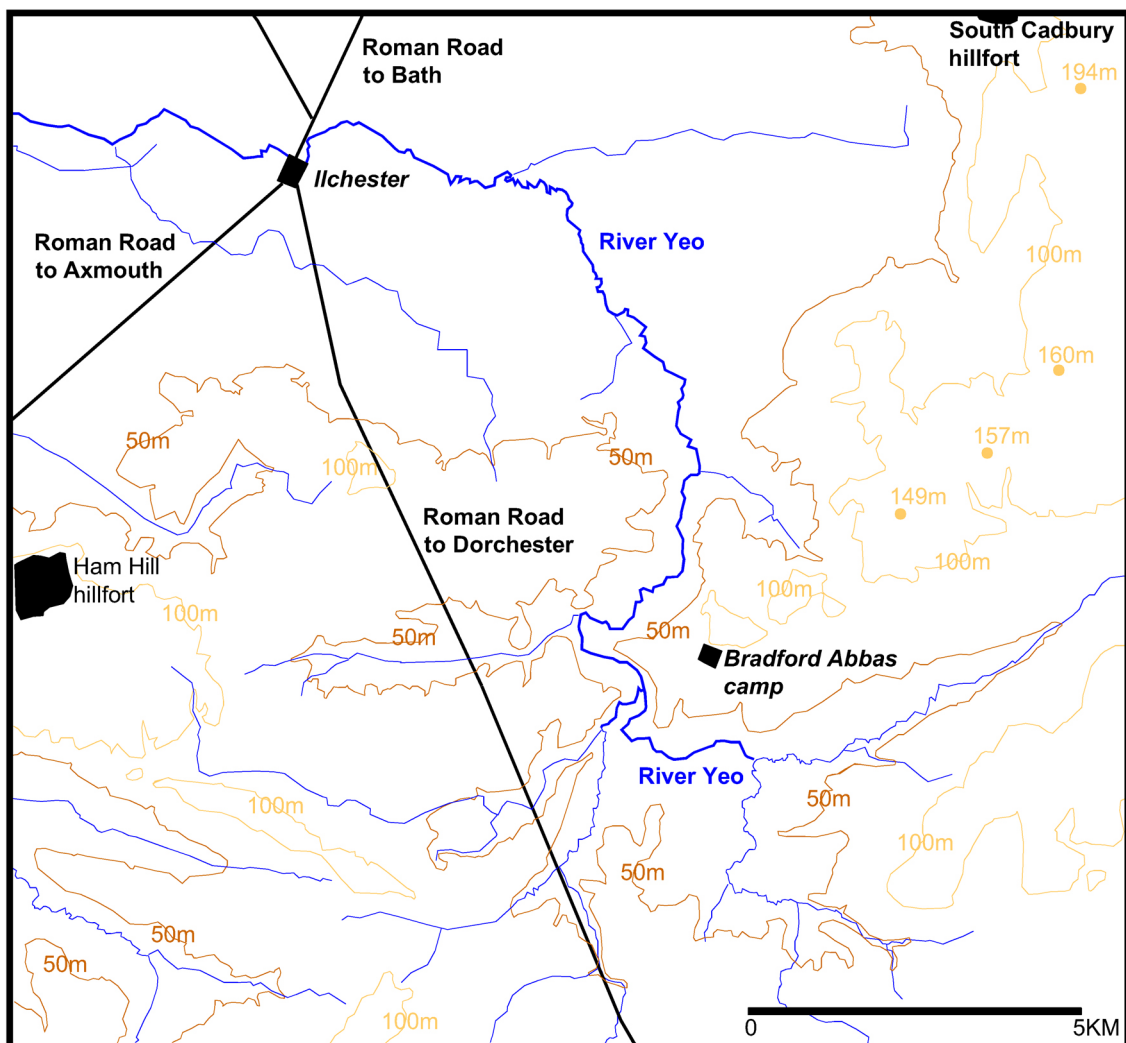 South Cadbury
hillfort
Roman Road
to Bath
194m
Ilchester
Roman Road
to Axmouth
River Yeo
100m
160m
50m
157m
50m
100m
149m
Roman Road
to Dorchester
100m
Ham Hill
hillfort
100m
100m
50m
50m
Bradford Abbas
camp
River Yeo
50m
100m
100m
50m
50m
50m
100m
0
5KM